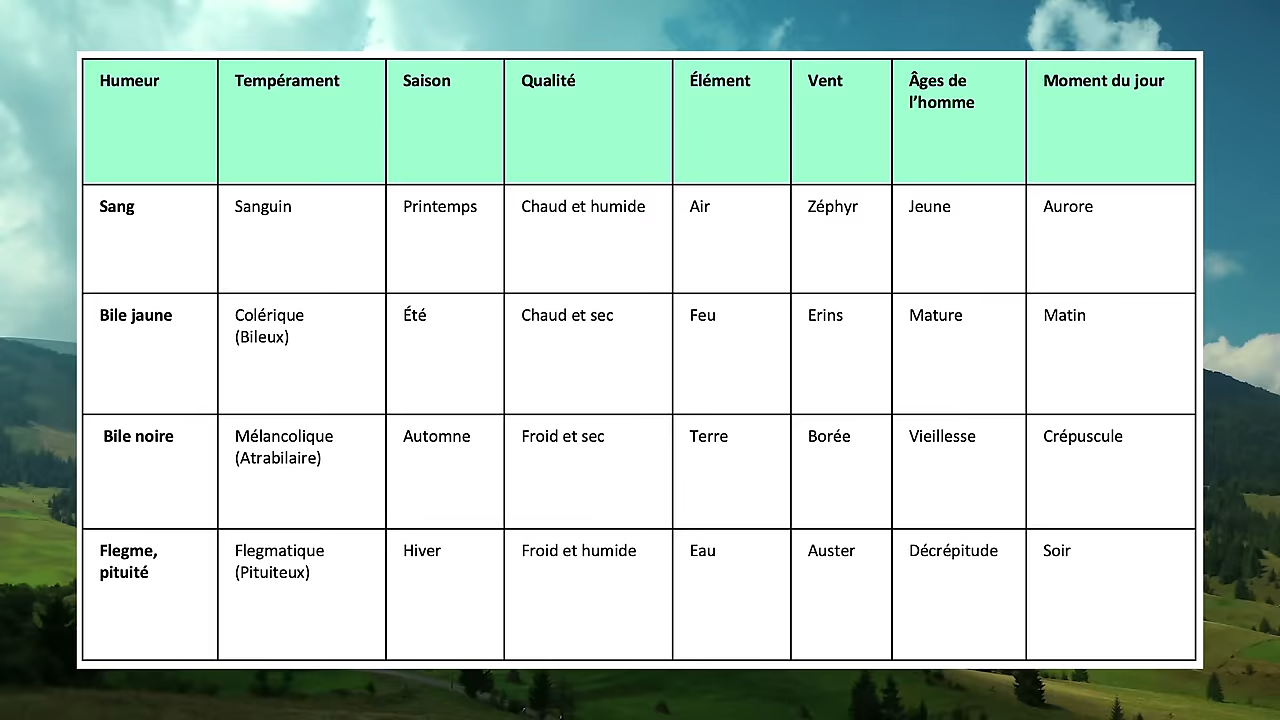 Humeur Tempérament Saison Qualité Élément Vent Âges de l’homme Moment du jour
Sang Sanguin Printemps Chaud et humide Air Zéphyr Jeune Aurore
Bile jaune Colérique (Bileux) Été Chaud et sec Feu Erins Mature Matin
Bile noire Mélancolique (Atrabilaire) Automne Froid et sec Terre Borée Vieillesse Crépuscule
Flegme, pituité Flegmatique (Pituiteux) Hiver Froid et humide Eau Auster Décrépitude Soir